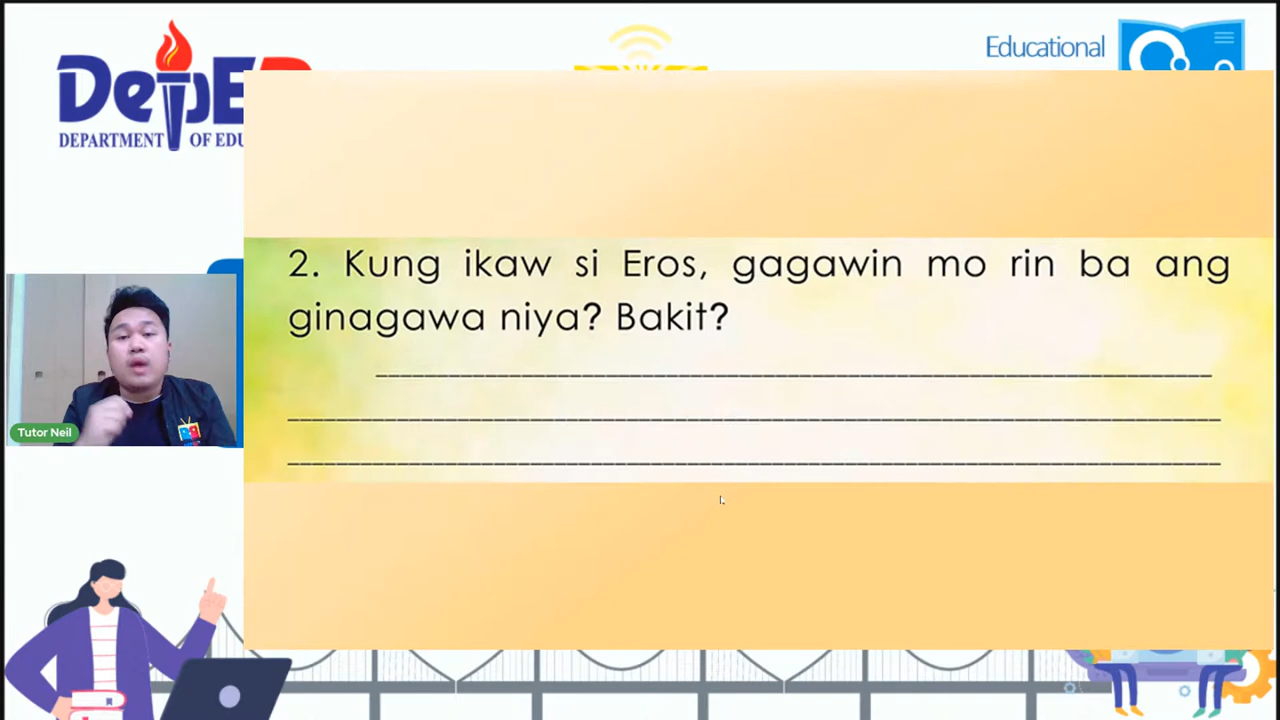 DepE
DEPARTMENT OF EDU
Educational
2. Kung ikaw si Eros, gagawin mo rin ba ang
ginagawa niya? Bakit?
Tutor Neil